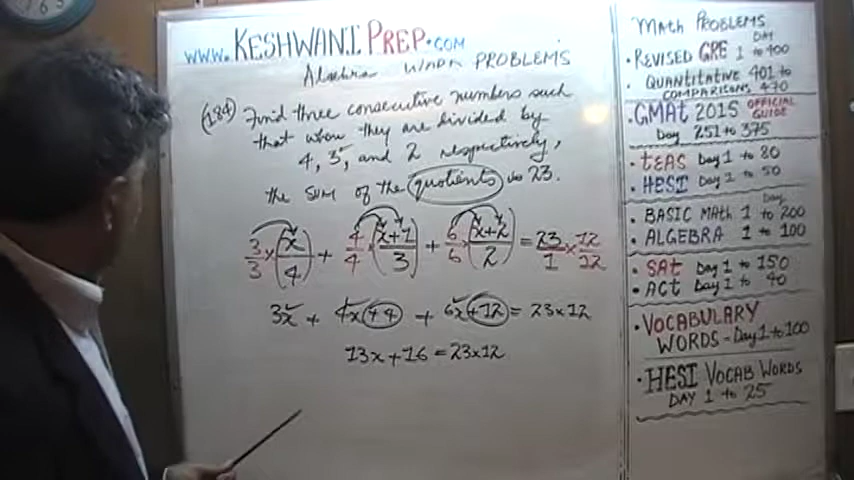 www.KESHWANI PREP.COM
Algebra WORD PROBLEMS
(184) Find three consecutive numbers such
that when they are divided by
4, 3, and 2 respectively,
the sum of the quotients is 23.
3/3 × (x/4) + 4/4 × (x+1/3) + 6/6 × (x+2/2) = 23/1 × 12/12
3x + 4x + 4 + 6x + 12 = 23×12
13x + 16 = 23×12
MATH PROBLEMS
DAY
• REVISED GRE 1 to 400
• QUANTITATIVE 401 to
COMPARISONS 470
• GMAT 2015 OFFICIAL GUIDE
Day 251 to 375
• TEAS Day 1 to 80
• HESI Day 1 to 50
Day
• BASIC MATH 1 to 200
• ALGEBRA 1 to 100
• SAT Day 1 to 150
• ACT Day 1 to 40
• VOCABULARY
WORDS - Day 1 to 100
• HESI VOCAB WORDS
DAY 1 to 25